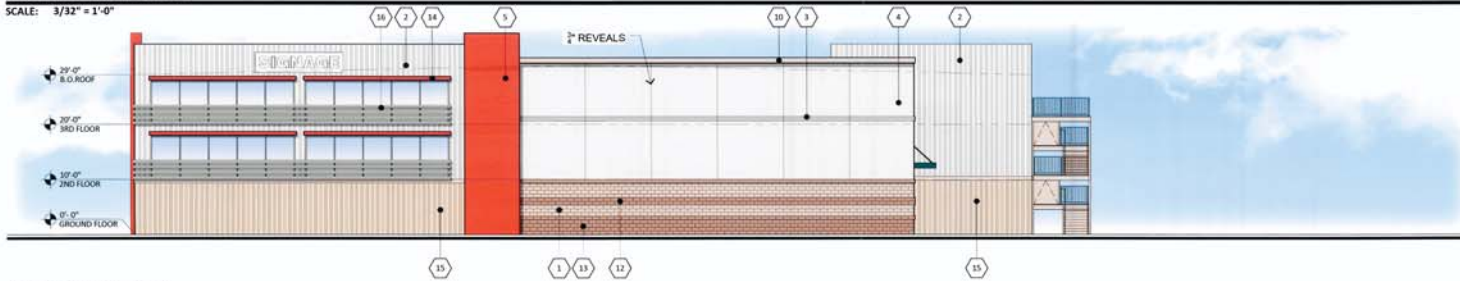 SCALE: 3/32" = 1'-0"
16
2
14
5
10
3
4
2
3/4" REVEALS
SIGNAGE
29'-0"
B.O.ROOF
20'-0"
3RD FLOOR
10'-0"
2ND FLOOR
0'- 0"
GROUND FLOOR
15
1
13
12
15